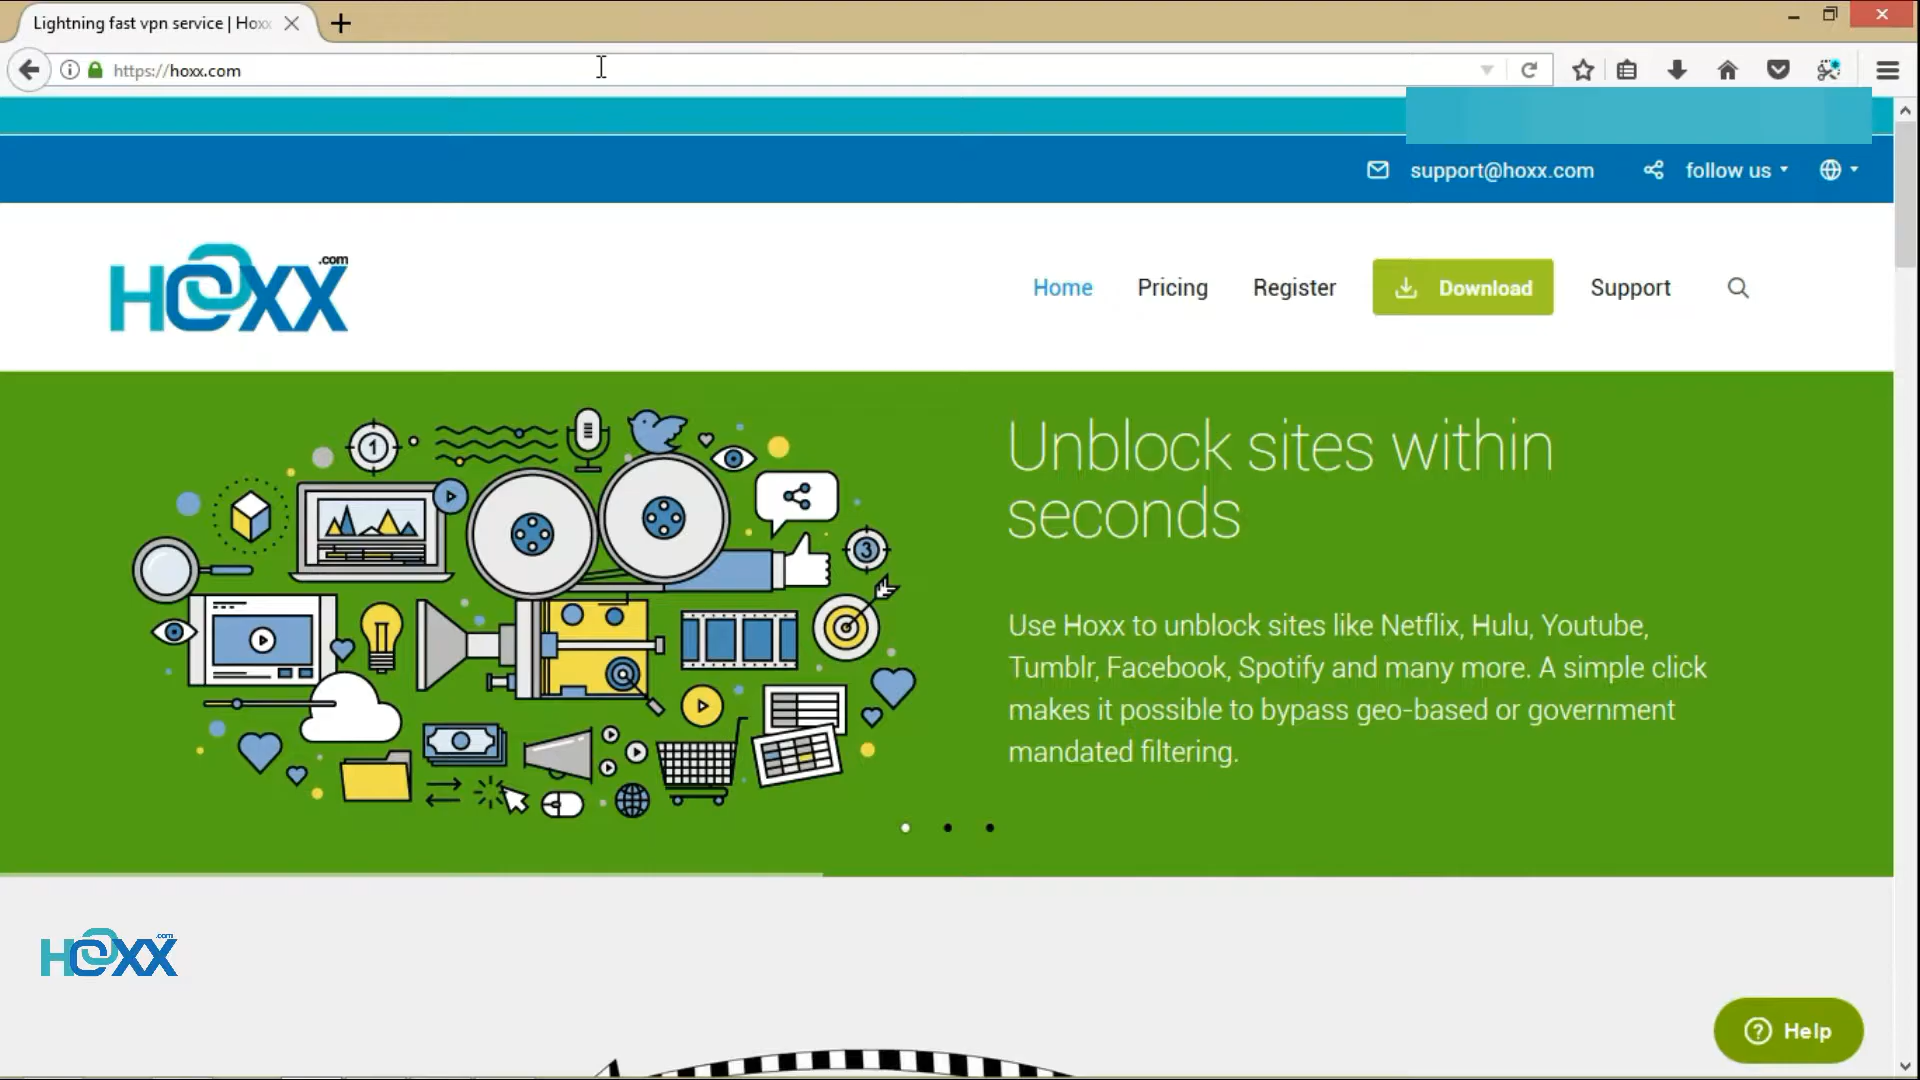 Lightning fast vpn service | Hoxx
https://hoxx.com
support@hoxx.com follow us
HOXX.com
Home Pricing Register Download Support
1
3
Unblock sites within
seconds
Use Hoxx to unblock sites like Netflix, Hulu, Youtube,
Tumblr, Facebook, Spotify and many more. A simple click
makes it possible to bypass geo-based or government
mandated filtering.
HOXX.com
Help